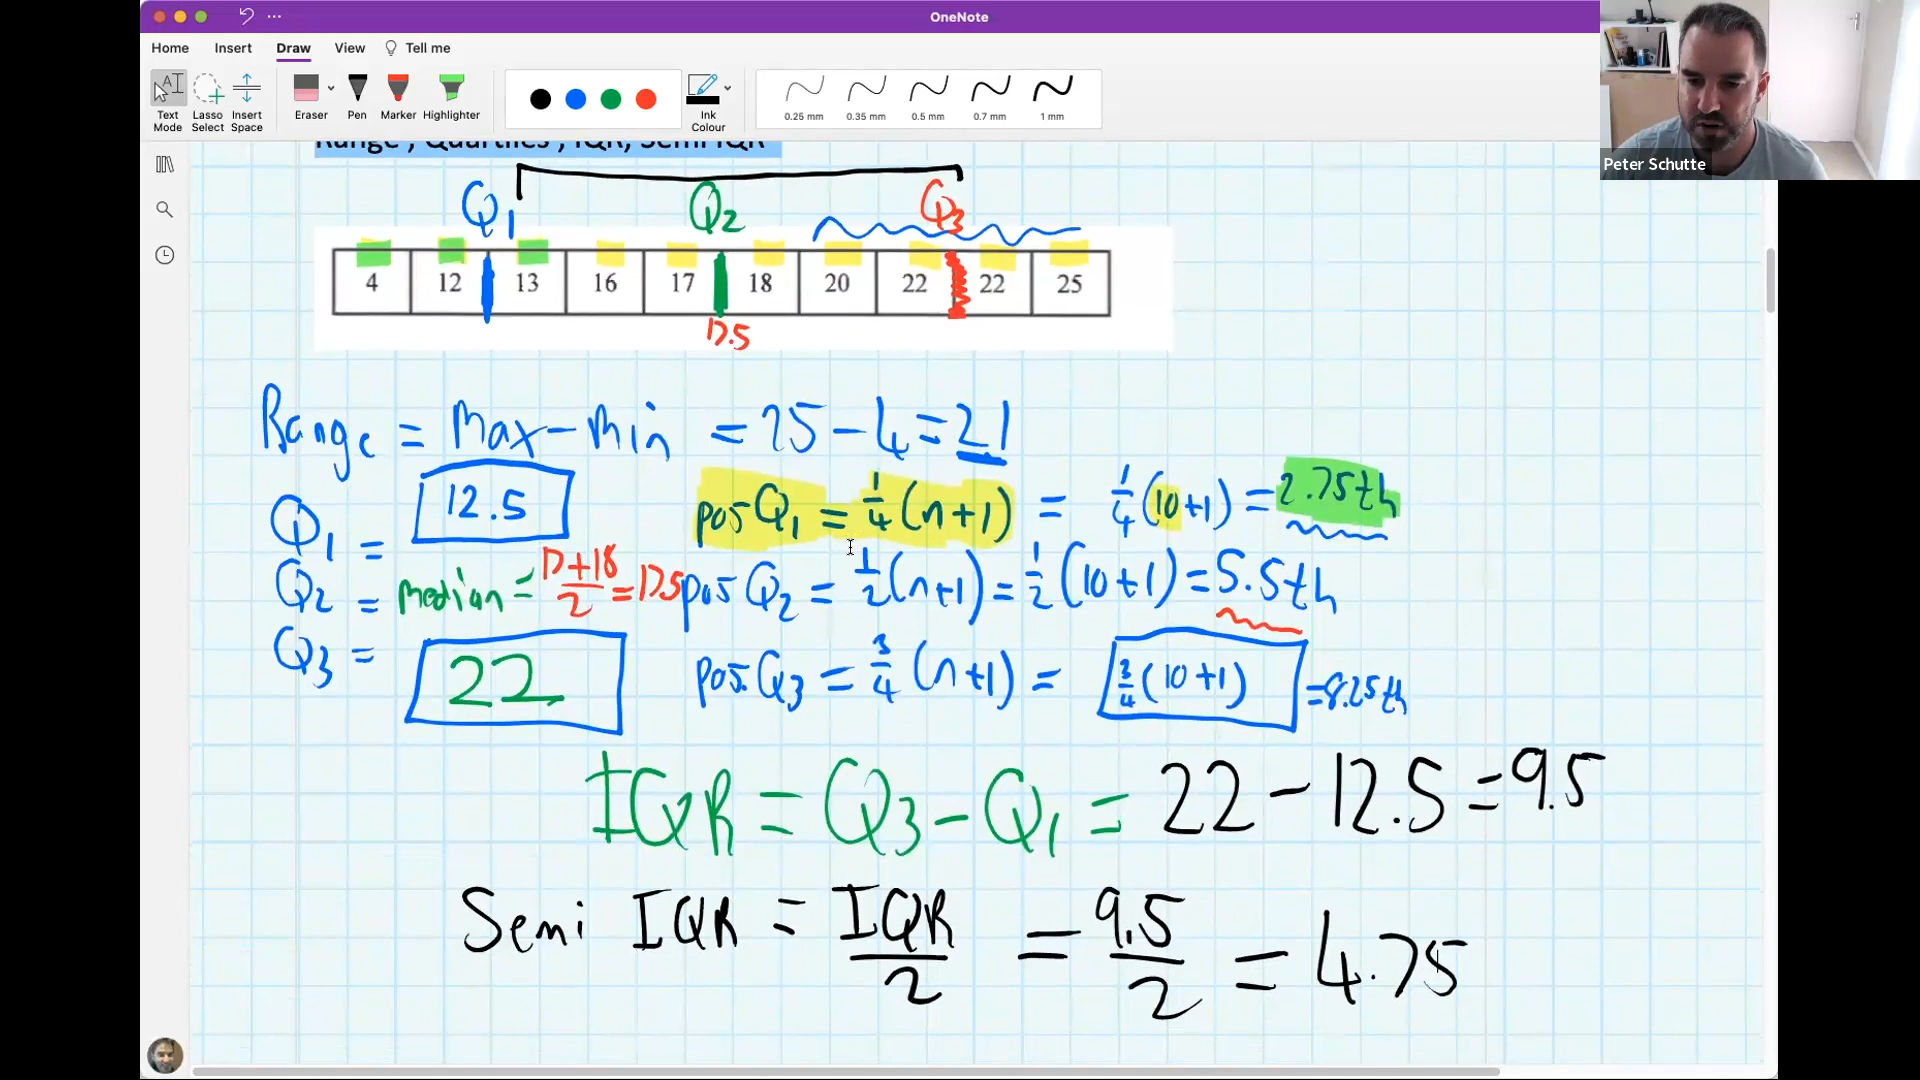 OneNote
Home Insert Draw View Tell me
Text Mode Lasso Select Insert Space Eraser Pen Marker Highlighter Ink Colour 0.25 mm 0.35 mm 0.5 mm 0.7 mm 1 mm
Peter Schutte
Range , Quartiles , IQR, Semi IQR
Q1 Q2 Q3
4 12 13 16 17 18 20 22 22 25
17.5
Range = Max - Min = 25 - 4 = 21
Q1 = 12.5 pos Q1 = 1/4 (n+1) = 1/4 (10+1) = 2.75th
Q2 = median = 17+18/2 = 17.5 pos Q2 = 1/2 (n+1) = 1/2 (10+1) = 5.5th
Q3 = 22 pos. Q3 = 3/4 (n+1) = 3/4 (10+1) = 8.25th
IQR = Q3 - Q1 = 22 - 12.5 = 9.5
Semi IQR = IQR/2 = 9.5/2 = 4.75